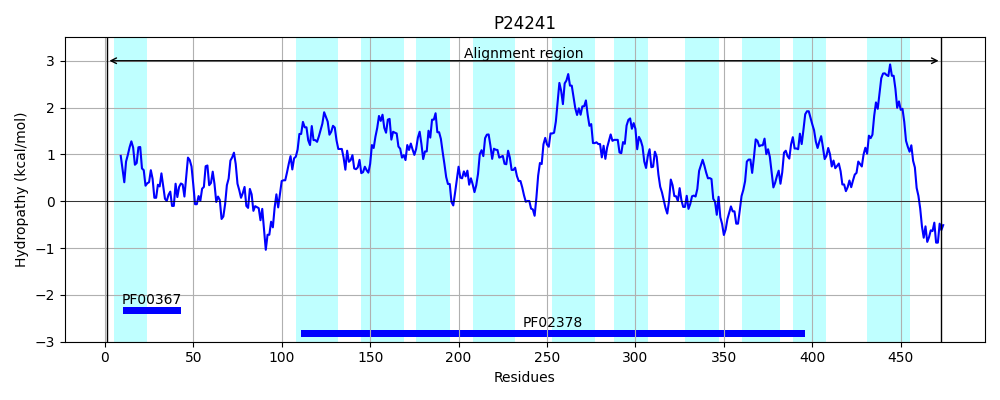 P24241
Alignment region
Hydropathy (kcal/mol)
3
2
1
0
−1
−2
−3
PF00367
PF02378
0 50 100 150 200 250 300 350 400 450
Residues